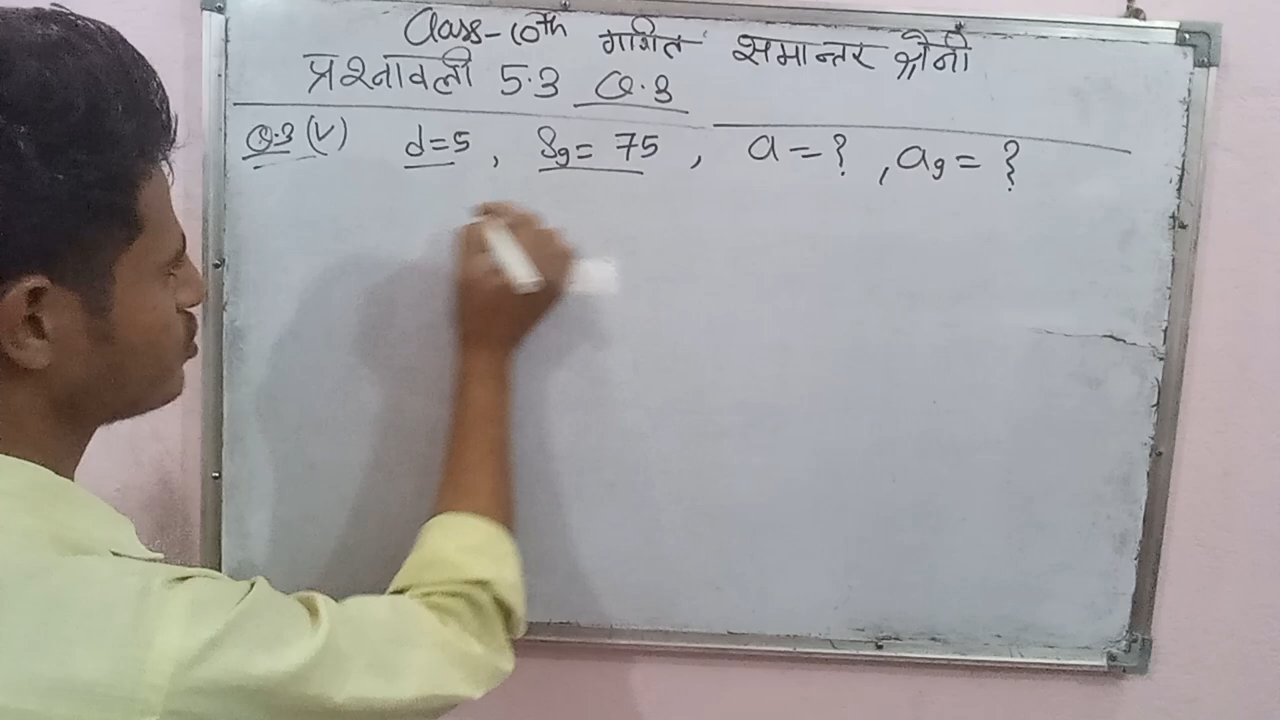 Class-10th गणित समान्तर श्रेनी
प्रश्नावली 5.3 Q.3
Q.3 (V) d=5, S₉= 75, a=?, a₉= ?